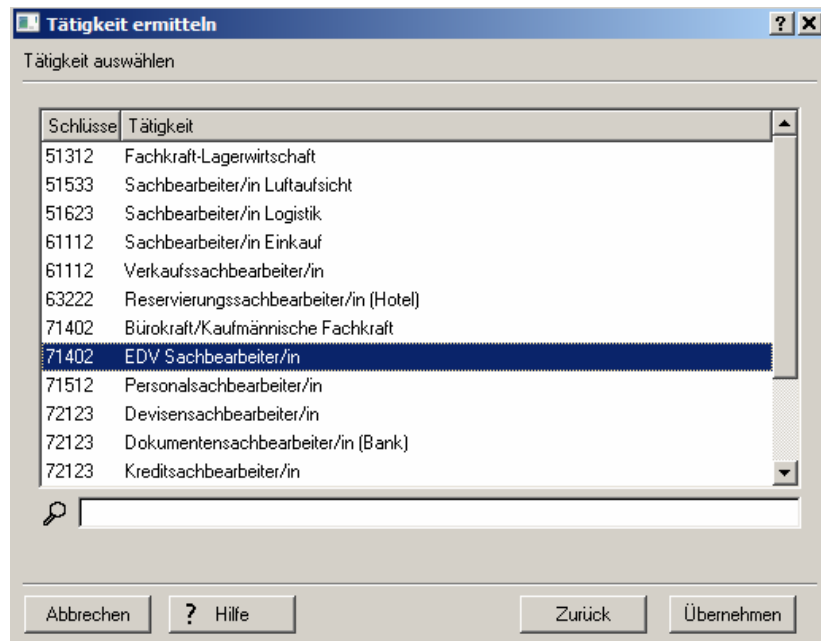 Tätigkeit ermitteln
Tätigkeit auswählen
Schlüsse Tätigkeit
51312 Fachkraft-Lagerwirtschaft
51533 Sachbearbeiter/in Luftaufsicht
51623 Sachbearbeiter/in Logistik
61112 Sachbearbeiter/in Einkauf
61112 Verkaufssachbearbeiter/in
63222 Reservierungssachbearbeiter/in (Hotel)
71402 Bürokraft/Kaufmännische Fachkraft
71402 EDV Sachbearbeiter/in
71512 Personalsachbearbeiter/in
72123 Devisensachbearbeiter/in
72123 Dokumentensachbearbeiter/in (Bank)
72123 Kreditsachbearbeiter/in
Abbrechen ? Hilfe Zurück Übernehmen